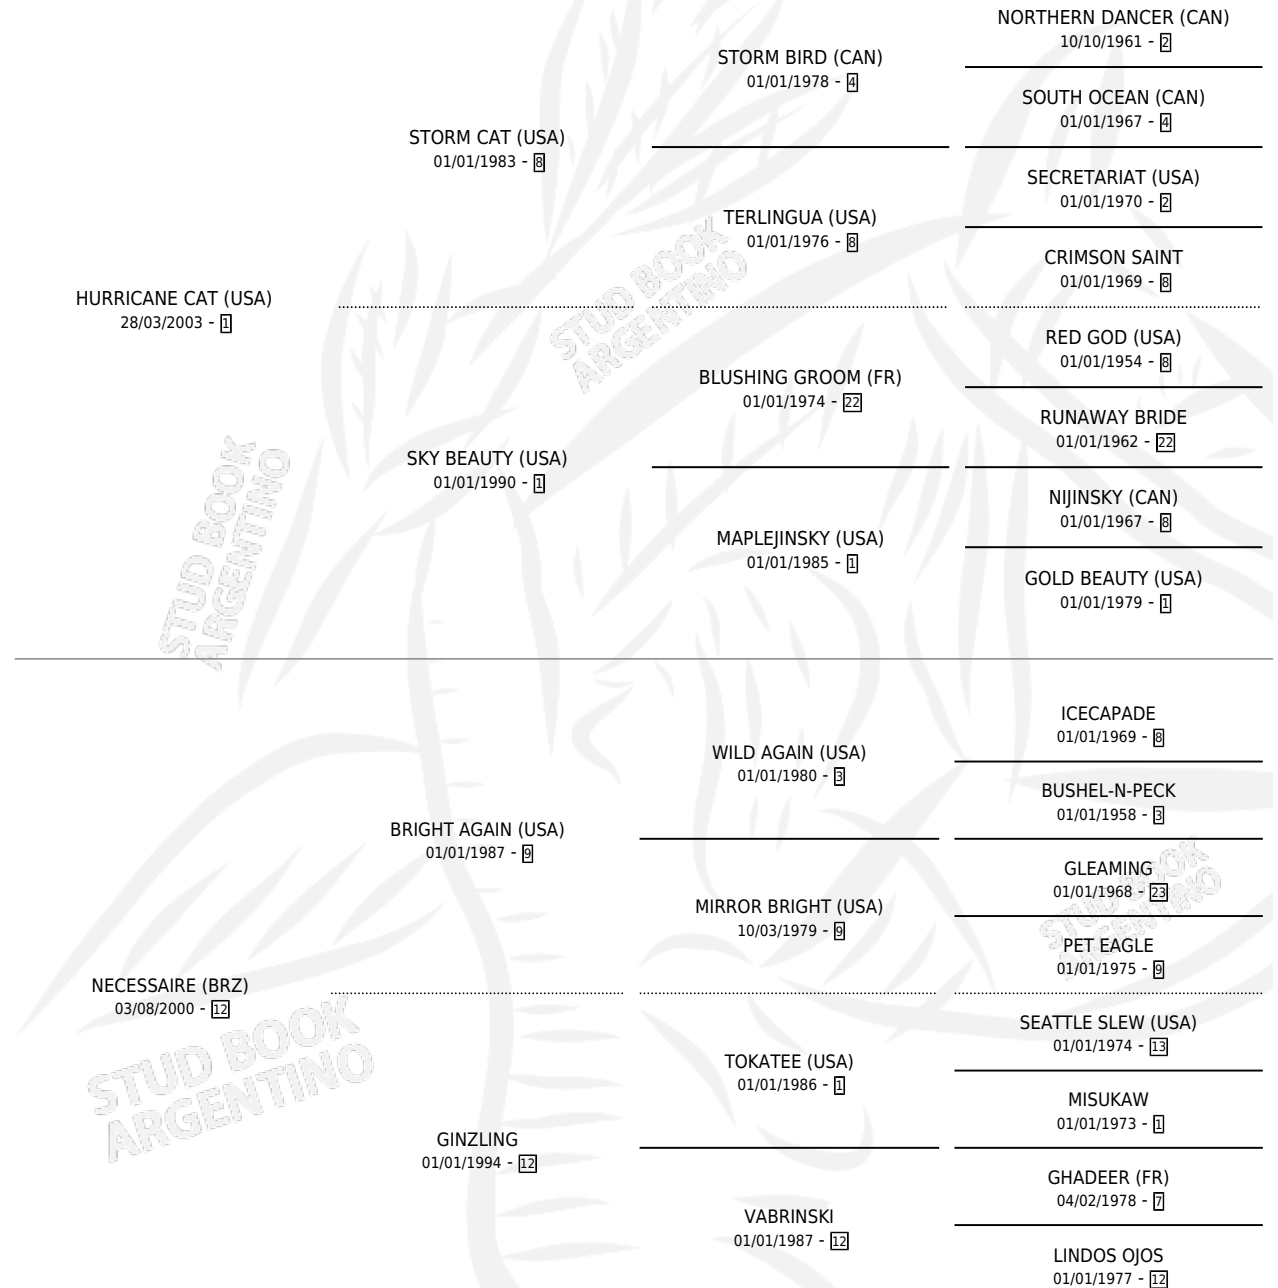 NORTHERN DANCER (CAN)
10/10/1961 - 2
STORM BIRD (CAN)
01/01/1978 - 4
SOUTH OCEAN (CAN)
01/01/1967 - 4
STORM CAT (USA)
01/01/1983 - 8
SECRETARIAT (USA)
01/01/1970 - 2
TERLINGUA (USA)
01/01/1976 - 8
CRIMSON SAINT
01/01/1969 - 8
HURRICANE CAT (USA)
28/03/2003 - 1
RED GOD (USA)
01/01/1954 - 8
BLUSHING GROOM (FR)
01/01/1974 - 22
RUNAWAY BRIDE
01/01/1962 - 22
SKY BEAUTY (USA)
01/01/1990 - 1
NIJINSKY (CAN)
01/01/1967 - 8
MAPLEJINSKY (USA)
01/01/1985 - 1
GOLD BEAUTY (USA)
01/01/1979 - 1
STUD BOOK
ARGENTINO
STUD BOOK
ARGENTINO
ICECAPADE
01/01/1969 - 8
WILD AGAIN (USA)
01/01/1980 - 3
BUSHEL-N-PECK
01/01/1958 - 3
BRIGHT AGAIN (USA)
01/01/1987 - 9
GLEAMING
01/01/1968 - 23
MIRROR BRIGHT (USA)
10/03/1979 - 9
PET EAGLE
01/01/1975 - 9
NECESSAIRE (BRZ)
03/08/2000 - 12
SEATTLE SLEW (USA)
01/01/1974 - 13
TOKATEE (USA)
01/01/1986 - 1
MISUKAW
01/01/1973 - 1
GINZLING
01/01/1994 - 12
GHADEER (FR)
04/02/1978 - 7
VABRINSKI
01/01/1987 - 12
LINDOS OJOS
01/01/1977 - 12
STUD BOOK
ARGENTINO
STUD BOOK
ARGENTINO